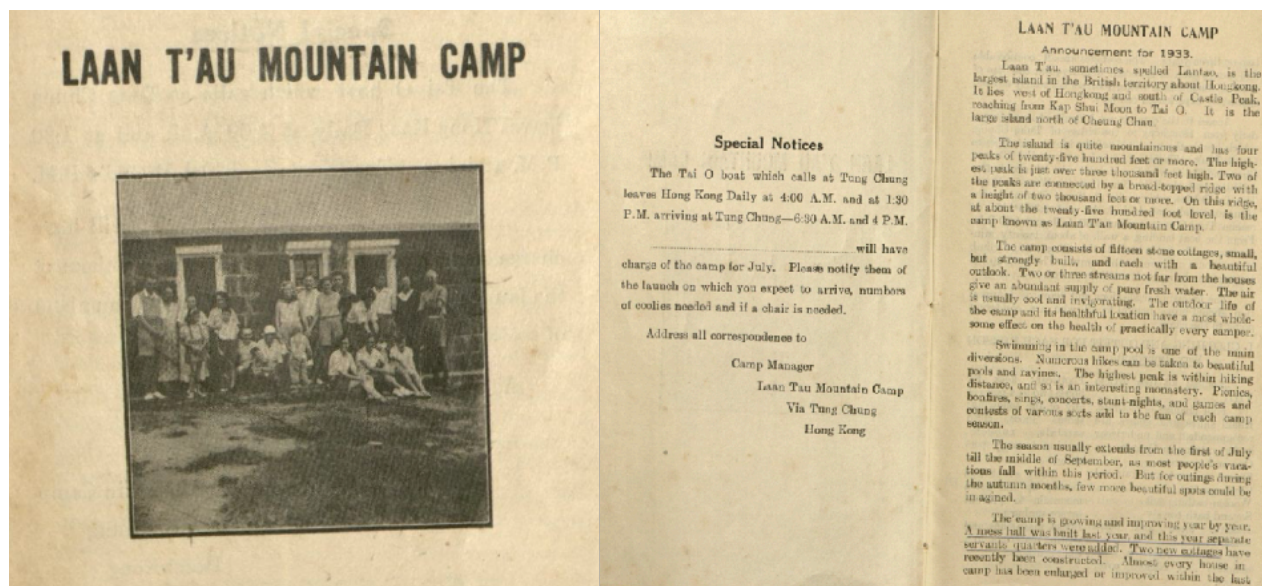 LAAN T'AU MOUNTAIN CAMP
Special Notices
The Tai O boat which calls at Tung Chung
leaves Hong Kong Daily at 4:00 A.M. and at 1:30
P.M. arriving at Tung Chung—6:30 A.M. and 4 P.M.
will have
charge of the camp for July. Please notify them of
the launch on which you expect to arrive, numbers
of coolies needed and if a chair is needed.
Address all correspondence to
Camp Manager
Laan Tau Mountain Camp
Via Tung Chung
Hong Kong
LAAN T'AU MOUNTAIN CAMP
Announcement for 1933.
Laan T'au, sometimes spelled Lantao, is the
largest island in the British territory about Hongkong.
It lies west of Hongkong and south of Castle Peak,
reaching from Kap Shui Moon to Tai O. It is the
large island north of Cheung Chau.
The island is quite mountainous and has four
peaks of twenty-five hundred feet or more. The high-
est peak is just over three thousand feet high. Two of
the peaks are connected by a broad-topped ridge with
a height of two thousand feet or more. On this ridge,
at about the twenty-five hundred foot level, is the
camp known as Laan T'au Mountain Camp.
The camp consists of fifteen stone cottages, small,
but strongly built, and each with a beautiful
outlook. Two or three streams not far from the houses
give an abundant supply of pure fresh water. The air
is usually cool and invigorating. The outdoor life of
the camp and its healthful location have a most whole-
some effect on the health of practically every camper.
Swimming in the camp pool is one of the main
diversions. Numerous hikes can be taken to beautiful
pools and ravines. The highest peak is within hiking
distance, and so is an interesting monastery. Picnics,
bonfires, sings, concerts, stunt-nights, and games and
contests of various sorts add to the fun of each camp
season.
The season usually extends from the first of July
till the middle of September, as most people's vaca-
tions fall within this period. But for outings during
the autumn months, few more beautiful spots could be
imagined.
The camp is growing and improving year by year.
A mess hall was built last year, and this year separate
servants quarters were added. Two new cottages have
recently been constructed. Almost every house in
camp has been enlarged or improved within the last